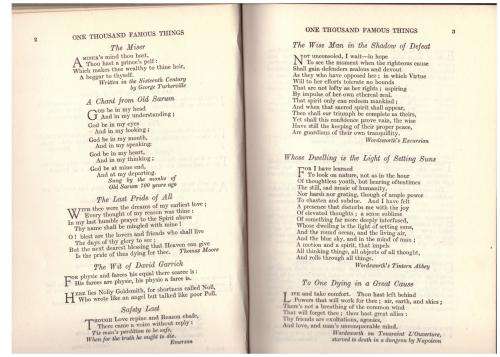 2
ONE THOUSAND FAMOUS THINGS
The Miser
A miser's mind thou hast,
Thou hast a prince's pelf:
Which makes thee wealthy to thine heir,
A beggar to thyself.
Written in the Sixteenth Century
by George Turberville
A Chant from Old Sarum
God be in my head
And in my understanding;
God be in my eyes
And in my looking;
God be in my mouth,
And in my speaking:
God be in my heart,
And in my thinking;
God be at mine end,
And at my departing.
Sung by the monks of
Old Sarum 700 years ago
The Last Pride of All
With thee were the dreams of my earliest love;
Every thought of my reason was thine:
In my last humble prayer to the Spirit above
Thy name shall be mingled with mine!
O! blest are the lovers and friends who shall live
The days of thy glory to see;
But the next dearest blessing that Heaven can give
Is the pride of thus dying for thee. Thomas Moore
The Wit of David Garrick
For physic and farces his equal there scarce is:
His farces are physic, his physic a farce is.
Here lies Nolly Goldsmith, for shortness called Noll,
Who wrote like an angel but talked like poor Poll.
Safety Last
Though Love repine and Reason chafe,
There came a voice without reply:
'Tis man's perdition to be safe,
When for the truth he ought to die.
Emerson
ONE THOUSAND FAMOUS THINGS
3
The Wise Man in the Shadow of Defeat
Not unconsoled, I wait—in hope
To see the moment when the righteous cause
Shall gain defenders zealous and devout
As they who opposed her; in which Virtue
Will to her efforts tolerate no bounds
That are not lofty as her rights; aspiring
By impulse of her own ethereal zeal.
That spirit only can redeem mankind;
And when that sacred spirit shall appear,
Then shall our triumph be complete as theirs,
Yet shall this confidence prove vain, the wise
Have still the keeping of their proper peace,
Are guardians of their own tranquility.
Wordsworth's Excursion
Whose Dwelling is the Light of Setting Suns
For I have learned
To look on nature, not as in the hour
Of thoughtless youth, but hearing oftentimes
The still, sad music of humanity,
Nor harsh nor grating, though of ample power
To chasten and subdue. And I have felt
A presence that disturbs me with the joy
Of elevated thoughts; a sense sublime
Of something far more deeply interfused,
Whose dwelling is the light of setting suns,
And the round ocean, and the living air,
And the blue sky, and in the mind of man;
A motion and a spirit, that impels
All thinking things, all objects of all thought,
And rolls through all things.
Wordsworth's Tintern Abbey
To One Dying in a Great Cause
Live and take comfort. Thou hast left behind
Powers that will work for thee; air, earth, and skies;
There's not a breathing of the common wind
That will forget thee; thou hast great allies:
Thy friends are exultations, agonies,
And love, and man's unconquerable mind.
Wordsworth on Toussaint L'Ouverture,
starved to death in a dungeon by Napoleon